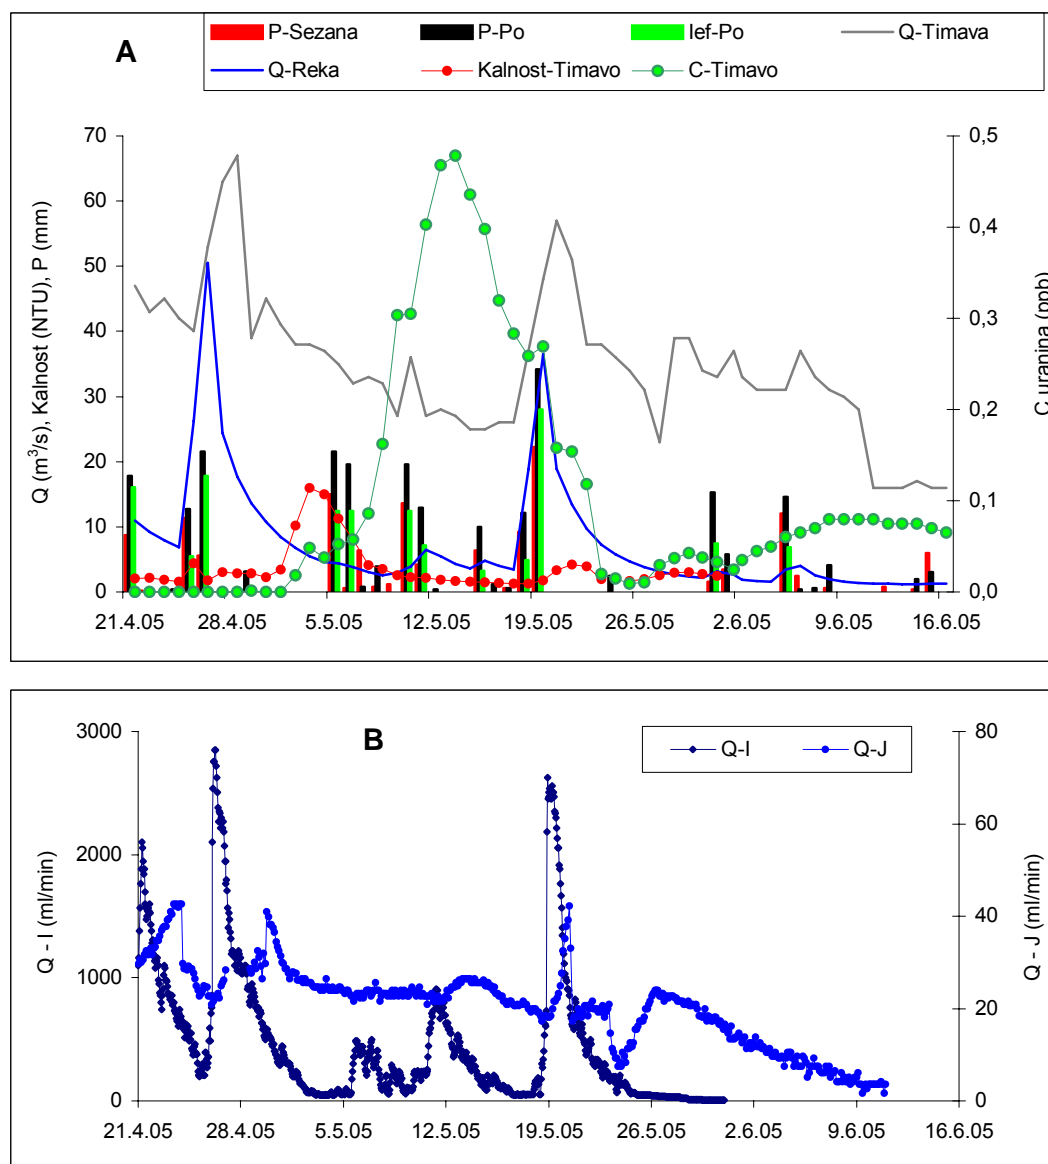 A
P-Sezana P-Po Ief-Po Q-Timava
Q-Reka Kalnost-Timavo C-Timavo
Q (m³/s), Kalnost (NTU), P (mm)
70
60
50
40
30
20
10
0
0,5
0,4
0,3
0,2
0,1
0,0
C uranina (ppb)
21.4.05 28.4.05 5.5.05 12.5.05 19.5.05 26.5.05 2.6.05 9.6.05 16.6.05
B
Q-I Q-J
Q - I (ml/min)
3000
2000
1000
0
80
60
40
20
0
Q - J (ml/min)
21.4.05 28.4.05 5.5.05 12.5.05 19.5.05 26.5.05 2.6.05 9.6.05 16.6.05